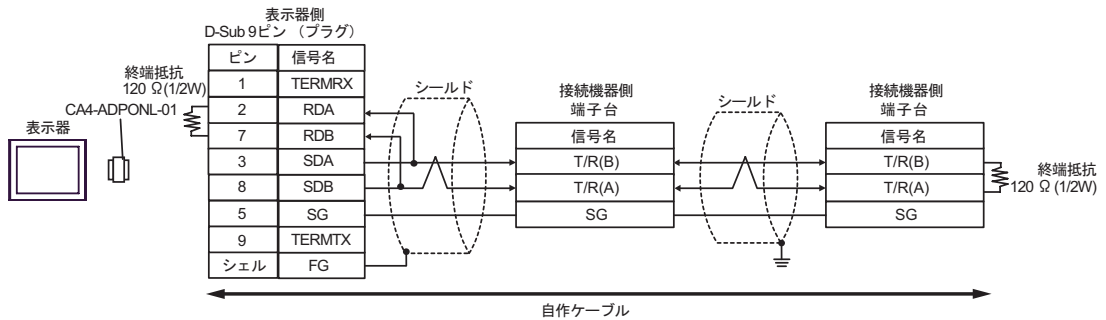 表示器側
D-Sub 9ピン （プラグ）
ピン 信号名
1 TERMRX
2 RDA
7 RDB
3 SDA
8 SDB
5 SG
9 TERMTX
シェル FG
終端抵抗
120 Ω(1/2W)
CA4-ADPONL-01
表示器
シールド
接続機器側
端子台
信号名
T/R(B)
T/R(A)
SG
シールド
接続機器側
端子台
信号名
T/R(B)
T/R(A)
SG
終端抵抗
120 Ω (1/2W)
自作ケーブル